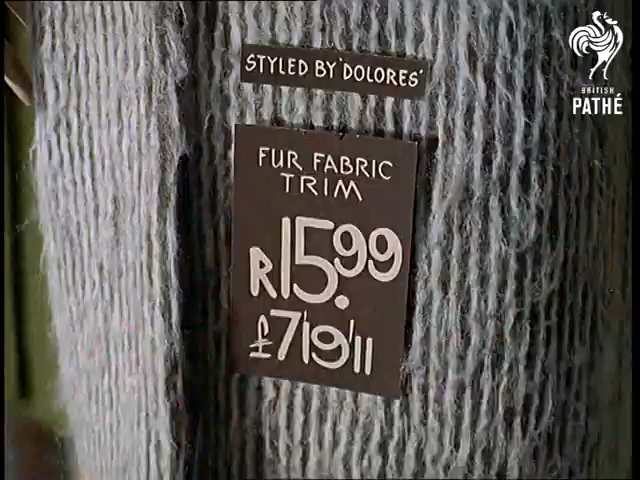 STYLED BY 'DOLORES'
FUR FABRIC
TRIM
R15.99
£7'19'11
BRITISH
PATHÉ